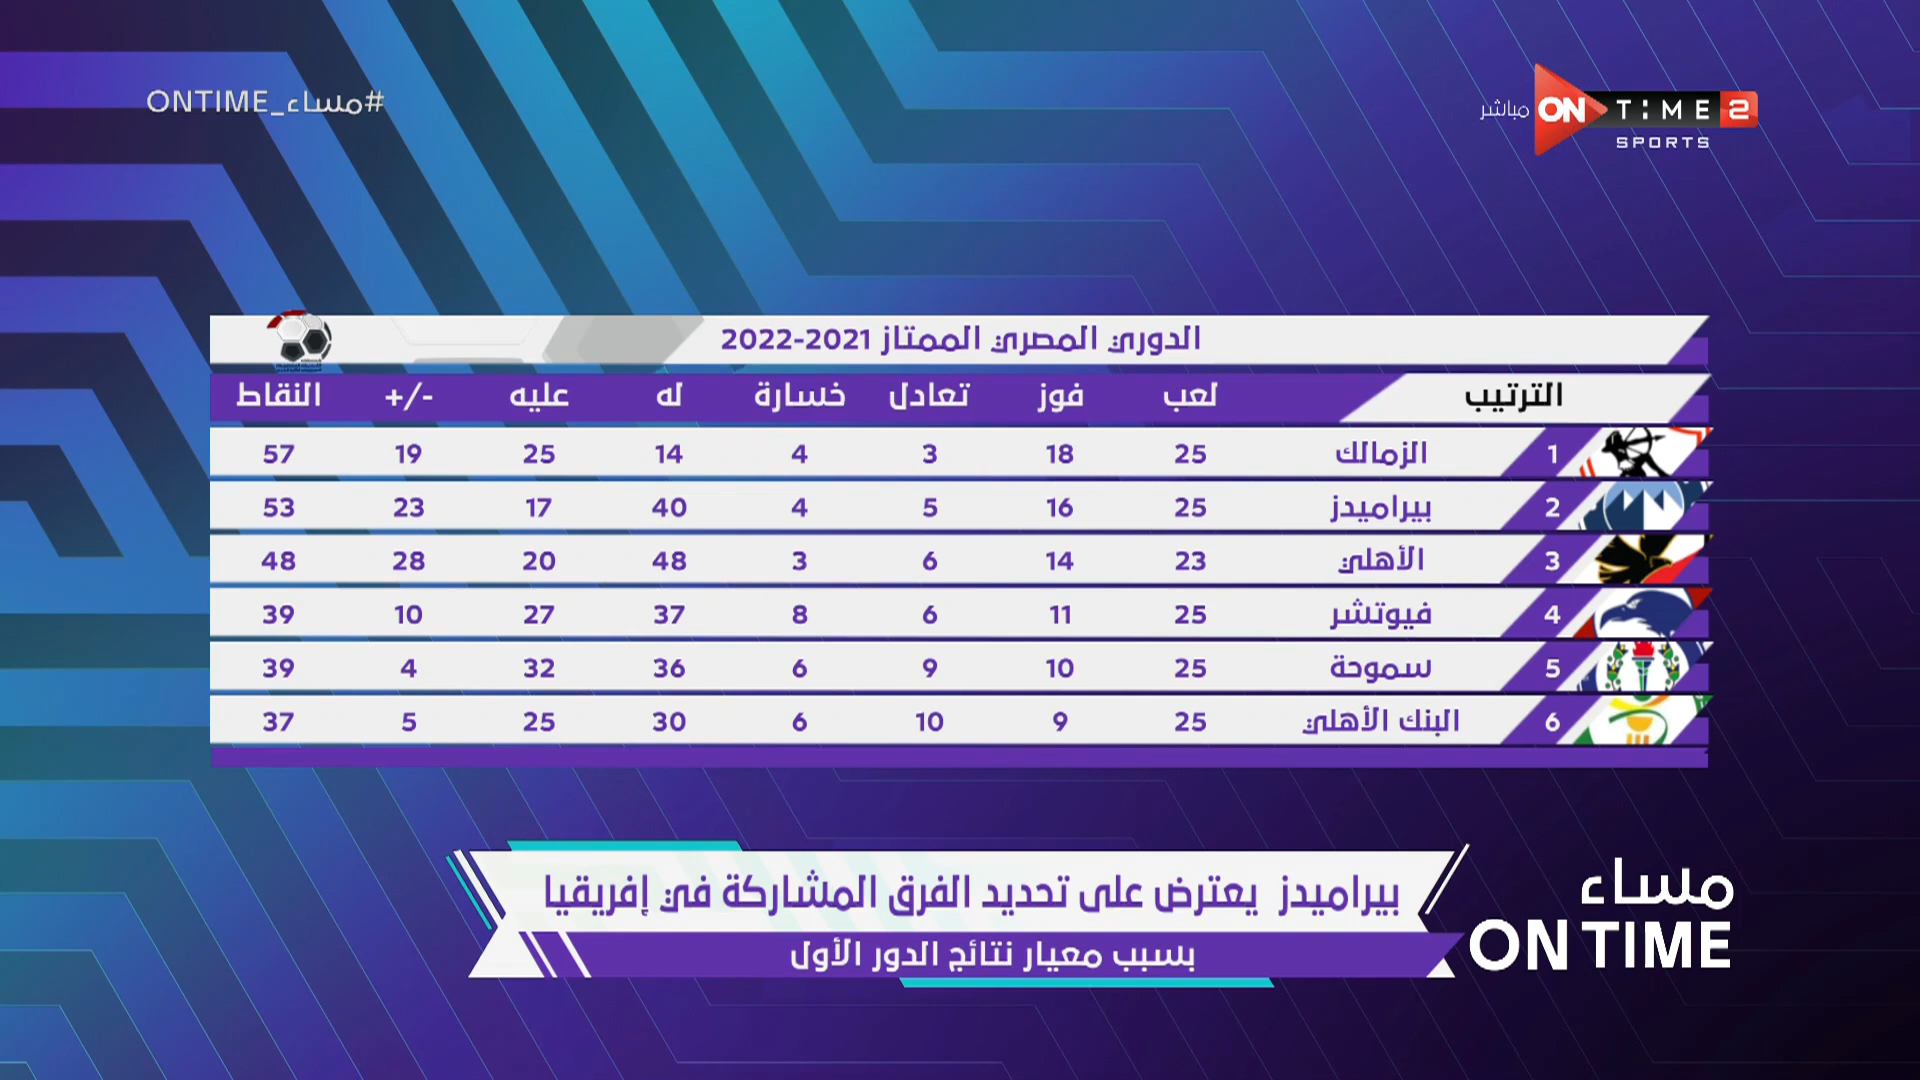 #مساء_ONTIME
مباشر ON TIME 2
SPORTS
الدوري المصري الممتاز 2021-2022
الترتيب لعب فوز تعادل خسارة له عليه +/- النقاط
1 الزمالك 25 18 3 4 14 25 19 57
2 بيراميدز 25 16 5 4 40 17 23 53
3 الأهلي 23 14 6 3 48 20 28 48
4 فيوتشر 25 11 6 8 37 27 10 39
5 سموحة 25 10 9 6 36 32 4 39
6 البنك الأهلي 25 9 10 6 30 25 5 37
بيراميدز يعترض على تحديد الفرق المشاركة في إفريقيا
بسبب معيار نتائج الدور الأول
مساء
ON TIME